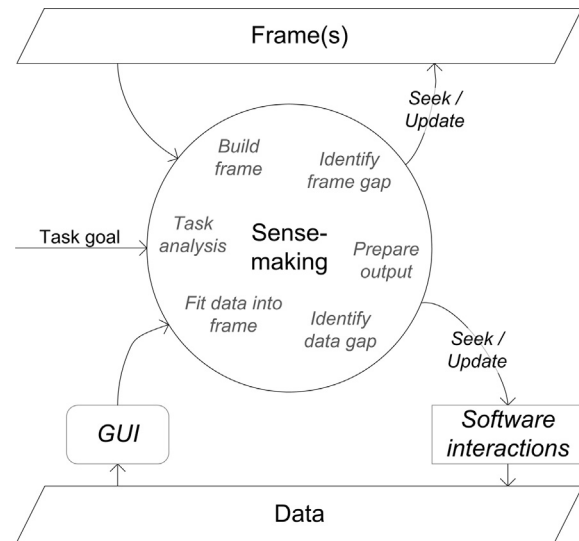 Frame(s)
Seek /
Update
Build
frame
Identify
frame gap
Task goal
Task
analysis
Sense-
making
Prepare
output
Fit data into
frame
Identify
data gap
Seek /
Update
GUI
Software
interactions
Data